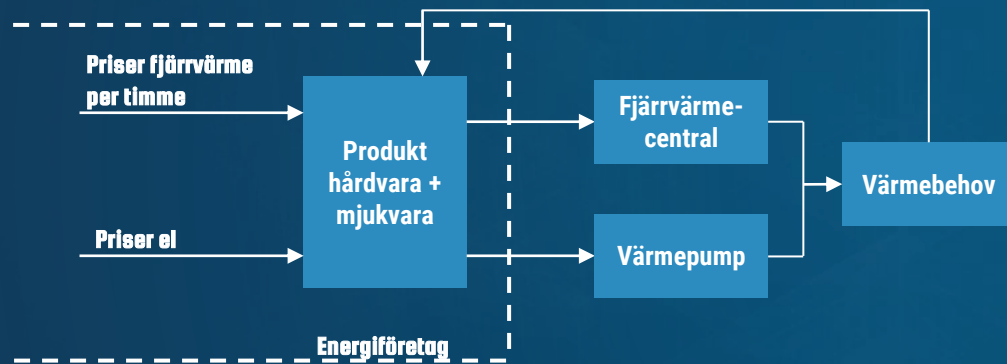 Priser fjärrvärme
per timme
Produkt
hårdvara +
mjukvara
Fjärrvärme-
central
Värmebehov
Priser el
Värmepump
Energiföretag